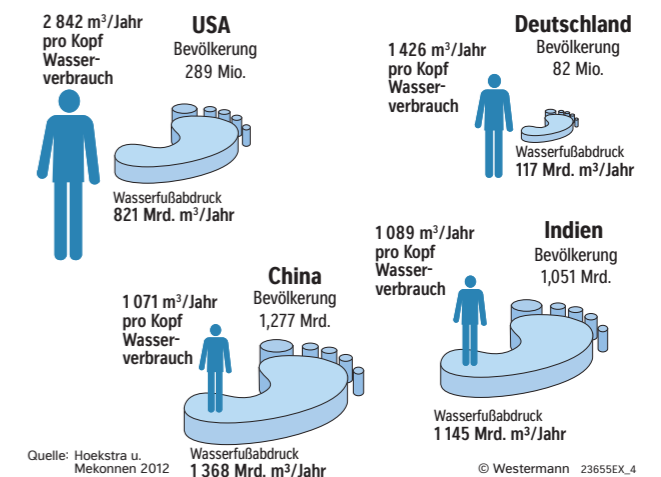 USA
Bevölkerung
289 Mio.
2 842 m³/Jahr
pro Kopf
Wasser-
verbrauch
Wasserfußabdruck
821 Mrd. m³/Jahr
Deutschland
Bevölkerung
82 Mio.
1 426 m³/Jahr
pro Kopf
Wasser-
verbrauch
Wasserfußabdruck
117 Mrd. m³/Jahr
China
Bevölkerung
1,277 Mrd.
1 071 m³/Jahr
pro Kopf
Wasser-
verbrauch
Wasserfußabdruck
1 368 Mrd. m³/Jahr
Indien
Bevölkerung
1,051 Mrd.
1 089 m³/Jahr
pro Kopf
Wasser-
verbrauch
Wasserfußabdruck
1 145 Mrd. m³/Jahr
Quelle: Hoekstra u.
Mekonnen 2012
© Westermann 23655EX_4